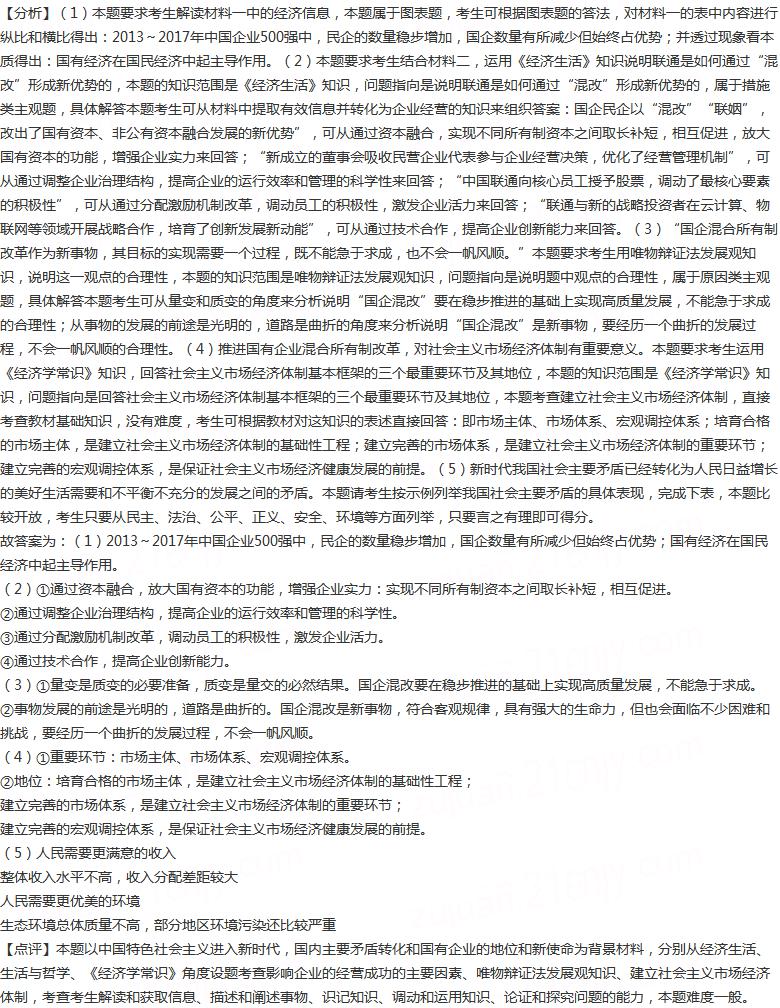 【分析】（1）本题要求考生解读材料一中的经济信息，本题属于图表题，考生可根据图表题的答法，对材料一的表中内容进行
纵比和横比得出：2013～2017年中国企业500强中，民企的数量稳步增加，国企数量有所减少但始终占优势；并透过现象看本
质得出：国有经济在国民经济中起主导作用。（2）本题要求考生结合材料二，运用《经济生活》知识说明联通是如何通过“混
改”形成新优势的，本题的知识范围是《经济生活》知识，问题指向是说明联通是如何通过“混改”形成新优势的，属于措施
类主观题，具体解答本题考生可从材料中提取有效信息并转化为企业经营的知识来组织答案：国企民企以“混改”“联姻”，
改出了国有资本、非公有资本融合发展的新优势”，可从通过资本融合，实现不同所有制资本之间取长补短，相互促进，放大
国有资本的功能，增强企业实力来回答；“新成立的董事会吸收民营企业代表参与企业经营决策，优化了经营管理机制”，可
从通过调整企业治理结构，提高企业的运行效率和管理的科学性来回答；“中国联通向核心员工授予股票，调动了最核心要素
的积极性”，可从通过分配激励机制改革，调动员工的积极性，激发企业活力来回答；“联通与新的战略投资者在云计算、物
联网等领域开展战略合作，培育了创新发展新动能”，可从通过技术合作，提高企业创新能力来回答。（3）“国企混合所有制
改革作为新事物，其目标的实现需要一个过程，既不能急于求成，也不会一帆风顺。”本题要求考生用唯物辩证法发展观知
识，说明这一观点的合理性，本题的知识范围是唯物辩证法发展观知识，问题指向是说明题中观点的合理性，属于原因类主观
题，具体解答本题考生可从量变和质变的角度来分析说明“国企混改”要在稳步推进的基础上实现高质量发展，不能急于求成
的合理性；从事物的发展的前途是光明的，道路是曲折的角度来分析说明“国企混改”是新事物，要经历一个曲折的发展过
程，不会一帆风顺的合理性。（4）推进国有企业混合所有制改革，对社会主义市场经济体制有重要意义。本题要求考生运用
《经济学常识》知识，回答社会主义市场经济体制基本框架的三个最重要环节及其地位，本题的知识范围是《经济学常识》知
识，问题指向是回答社会主义市场经济体制基本框架的三个最重要环节及其地位，本题考查建立社会主义市场经济体制，直接
考查教材基础知识，没有难度，考生可根据教材对这知识的表述直接回答：即市场主体、市场体系、宏观调控体系；培育合格
的市场主体，是建立社会主义市场经济体制的基础性工程；建立完善的市场体系，是建立社会主义市场经济体制的重要环节；
建立完善的宏观调控体系，是保证社会主义市场经济健康发展的前提。（5）新时代我国社会主要矛盾已经转化为人民日益增长
的美好生活需要和不平衡不充分的发展之间的矛盾。本题请考生按示例列举我国社会主要矛盾的具体表现，完成下表，本题比
较开放，考生只要从民主、法治、公平、正义、安全、环境等方面列举，只要言之有理即可得分。
故答案为：（1）2013～2017年中国企业500强中，民企的数量稳步增加，国企数量有所减少但始终占优势；国有经济在国民
经济中起主导作用。
（2）①通过资本融合，放大国有资本的功能，增强企业实力：实现不同所有制资本之间取长补短，相互促进。
②通过调整企业治理结构，提高企业的运行效率和管理的科学性。
③通过分配激励机制改革，调动员工的积极性，激发企业活力。
④通过技术合作，提高企业创新能力。
（3）①量变是质变的必要准备，质变是量交的必然结果。国企混改要在稳步推进的基础上实现高质量发展，不能急于求成。
②事物发展的前途是光明的，道路是曲折的。国企混改是新事物，符合客观规律，具有强大的生命力，但也会面临不少困难和
挑战，要经历一个曲折的发展过程，不会一帆风顺。
（4）①重要环节：市场主体、市场体系、宏观调控体系。
②地位：培育合格的市场主体，是建立社会主义市场经济体制的基础性工程；
建立完善的市场体系，是建立社会主义市场经济体制的重要环节；
建立完善的宏观调控体系，是保证社会主义市场经济健康发展的前提。
（5）人民需要更满意的收入
整体收入水平不高，收入分配差距较大
人民需要更优美的环境
生态环境总体质量不高，部分地区环境污染还比较严重
【点评】本题以中国特色社会主义进入新时代，国内主要矛盾转化和国有企业的地位和新使命为背景材料，分别从经济生活、
生活与哲学、《经济学常识》角度设题考查影响企业的经营成功的主要因素、唯物辩证法发展观知识、建立社会主义市场经济
体制，考查考生解读和获取信息、描述和阐述事物、识记知识、调动和运用知识、论证和探究问题的能力，本题难度一般。